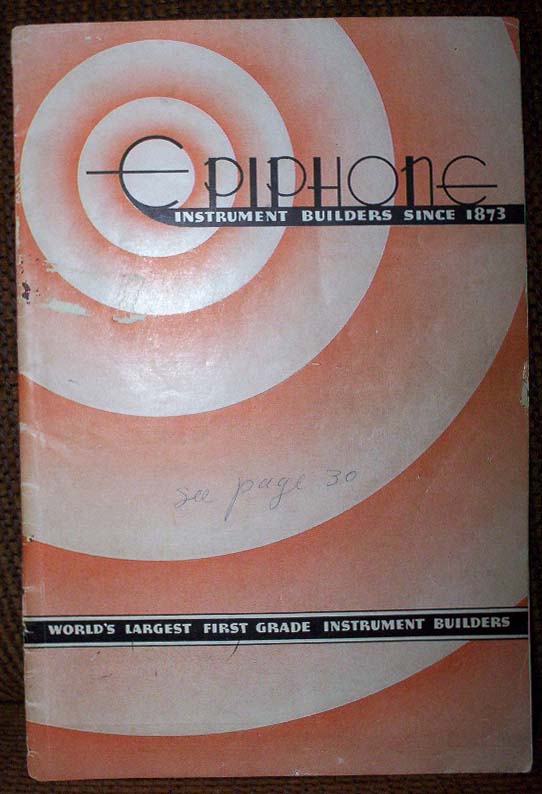 EPIPHONE
INSTRUMENT BUILDERS SINCE 1873
See page 30
WORLD'S LARGEST FIRST GRADE INSTRUMENT BUILDERS